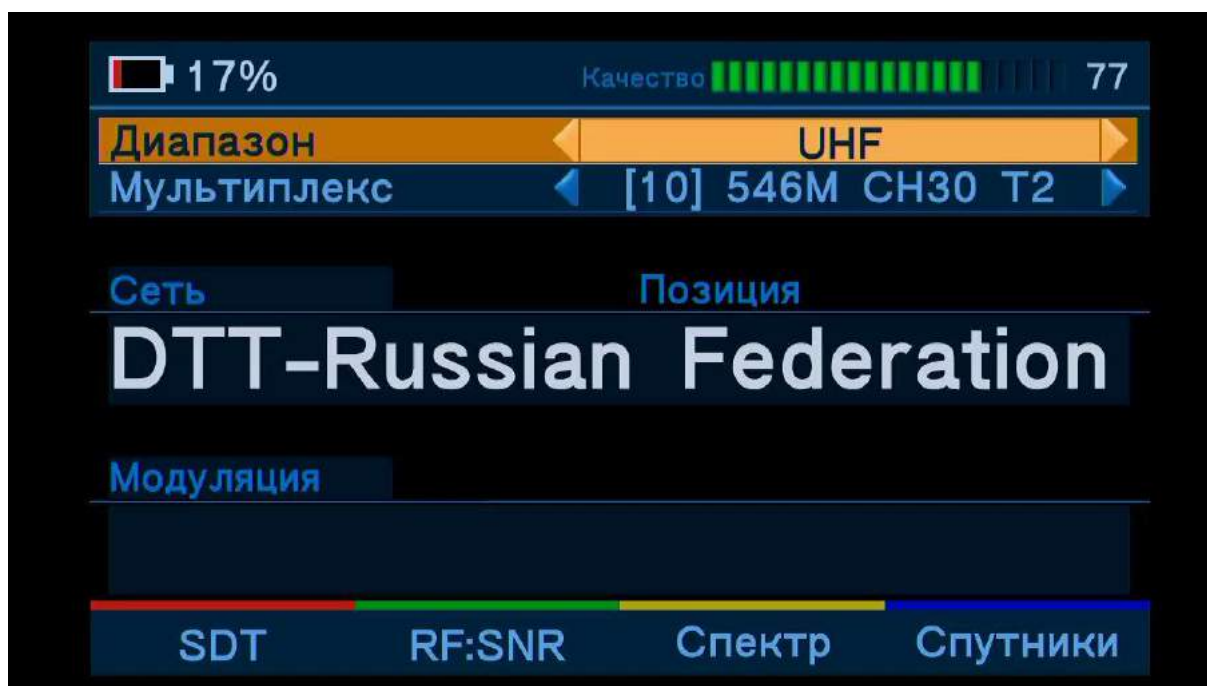 17% Качество 77
Диапазон UHF
Мультиплекс [10] 546M CH30 T2
Сеть Позиция
DTT-Russian Federation
Модуляция
SDT RF:SNR Спектр Спутники